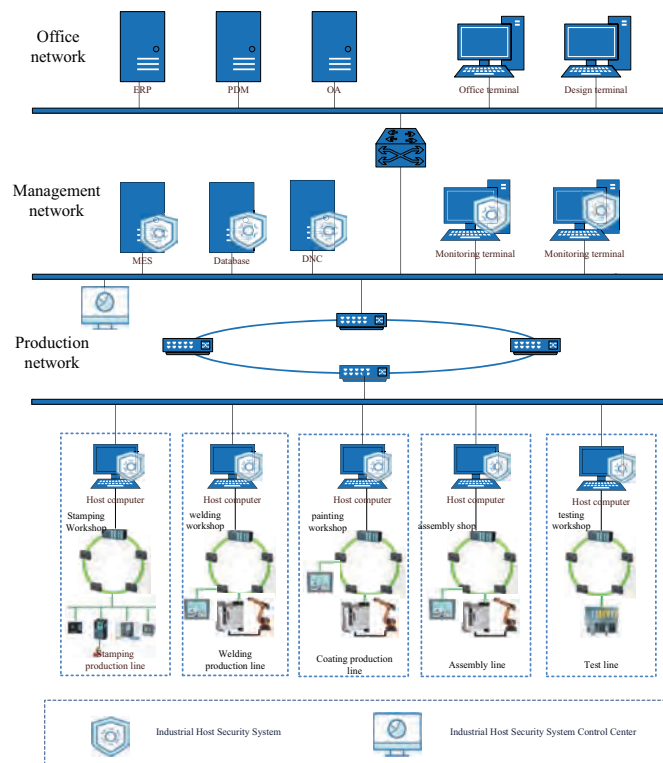 Office
network
ERP
PDM
OA
Office terminal
Design terminal
Management
network
MES
Database
DNC
Monitoring terminal
Monitoring terminal
Production
network
Host computer
Host computer
Host computer
Host computer
Host computer
Stamping
Workshop
welding
workshop
painting
workshop
assembly shop
testing
workshop
Stamping
production line
Welding
production line
Coating production
line
Assembly line
Test line
Industrial Host Security System
Industrial Host Security System Control Center